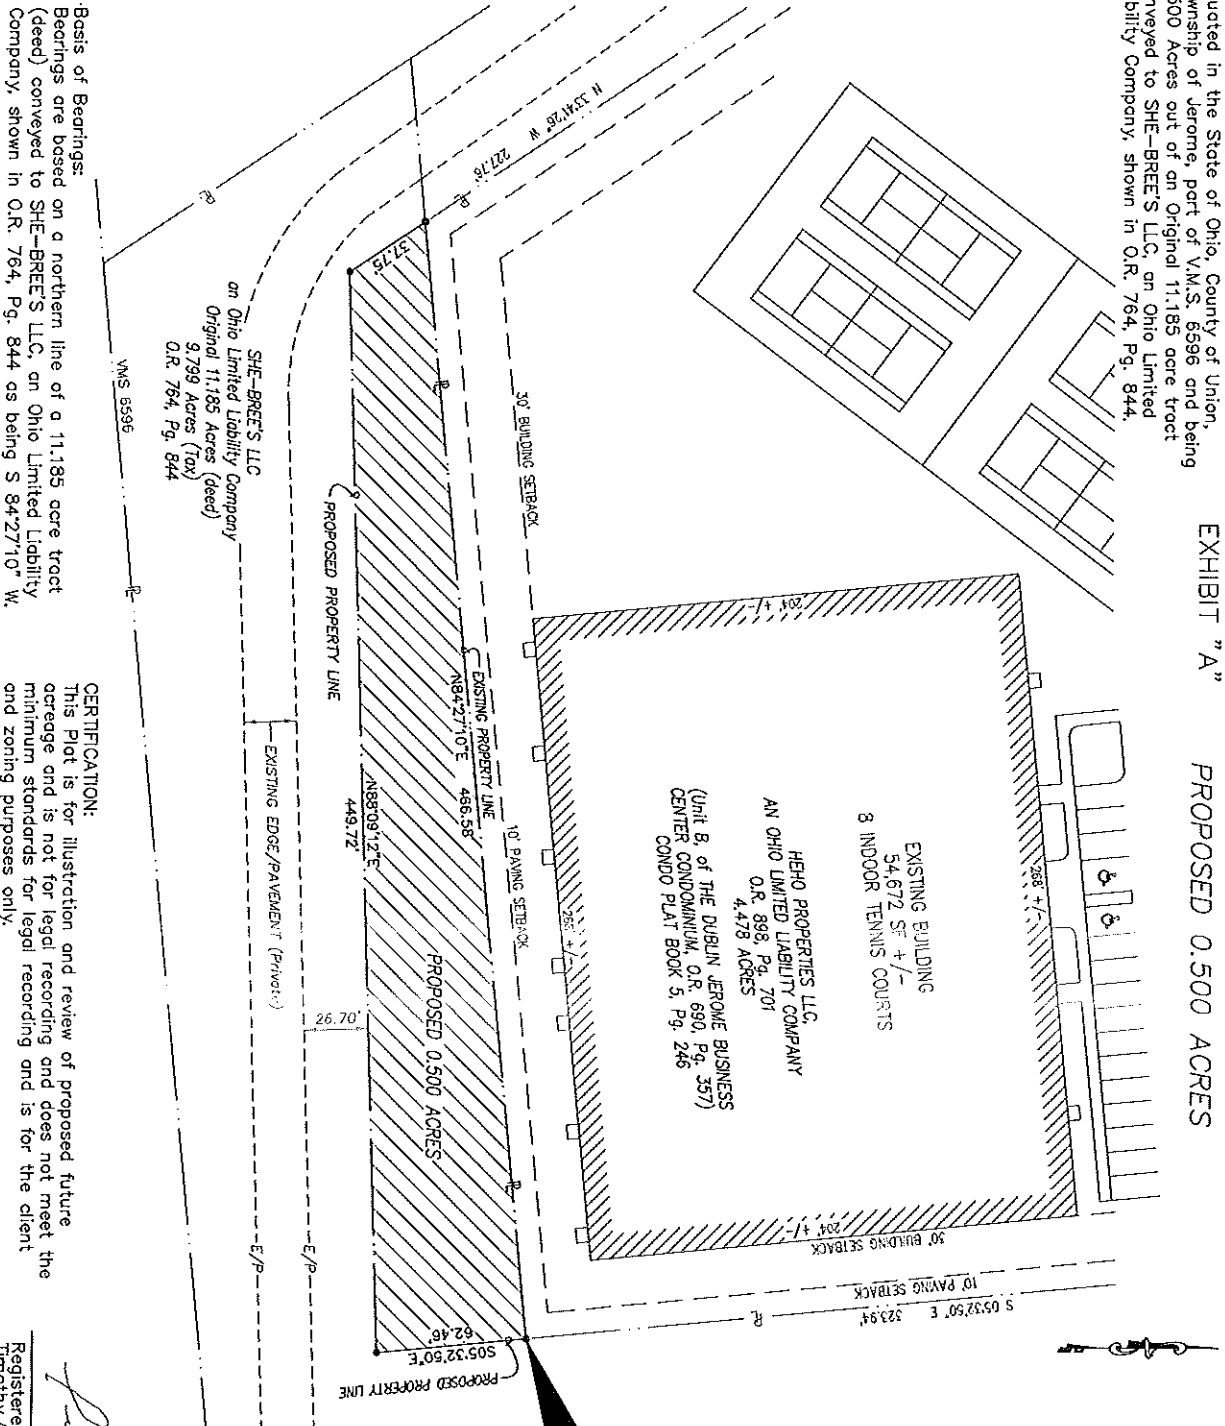 uated in the State of Ohio, County of Union,
wnship of Jerome, part of V.M.S. 6596 and being
500 Acres out of an Original 11.185 acre tract
nveyed to SHE-BREE'S LLC, an Ohio Limited
bility Company, shown in O.R. 764, Pg. 844.
EXHIBIT "A"
PROPOSED 0.500 ACRES
N 33°41'26" W 227.76'
30' BUILDING SETBACK
204' +/-
268' +/-
EXISTING BUILDING
54,672 SF +/-
8 INDOOR TENNIS COURTS
HEHO PROPERTIES LLC,
AN OHIO LIMITED LIABILITY COMPANY
O.R. 898, Pg. 701
4.478 ACRES
(Unit B, of THE DUBLIN JEROME BUSINESS
CENTER CONDOMINIUM, O.R. 690, Pg. 357)
CONDO PLAT BOOK 5, Pg. 246
268' +/-
204' +/-
30' BUILDING SETBACK
10' PAVING SETBACK
S 05°32'50" E 323.94'
10' PAVING SETBACK
EXISTING PROPERTY LINE
N84°27'10"E 466.58'
37.75'
PROPOSED 0.500 ACRES
N88°09'12"E
449.72'
S05°32'50"E
62.46'
PROPOSED PROPERTY LINE
PROPOSED PROPERTY LINE
26.70'
SHE-BREE'S LLC
an Ohio Limited Liability Company
Original 11.185 Acres (deed)
9.799 Acres (Tax)
O.R. 764, Pg. 844
EXISTING EDGE/PAVEMENT (Private)
E/P
E/P
VMS 6596
Basis of Bearings:
Bearings are based on a northern line of a 11.185 acre tract
(deed) conveyed to SHE-BREE'S LLC, an Ohio Limited Liability
Company, shown in O.R. 764, Pg. 844 as being S 84°27'10" W.
CERTIFICATION:
This Plat is for illustration and review of proposed future
acreage and is not for legal recording and does not meet the
minimum standards for legal recording and is for the client
and zoning purposes only.
Registere